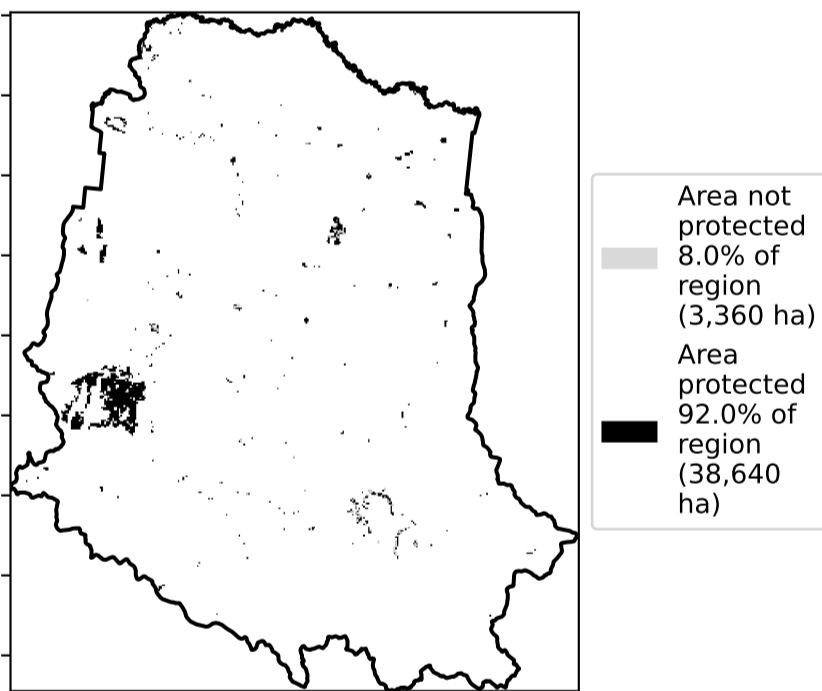 Area not
protected
8.0% of
region
(3,360 ha)
Area
protected
92.0% of
region
(38,640
ha)